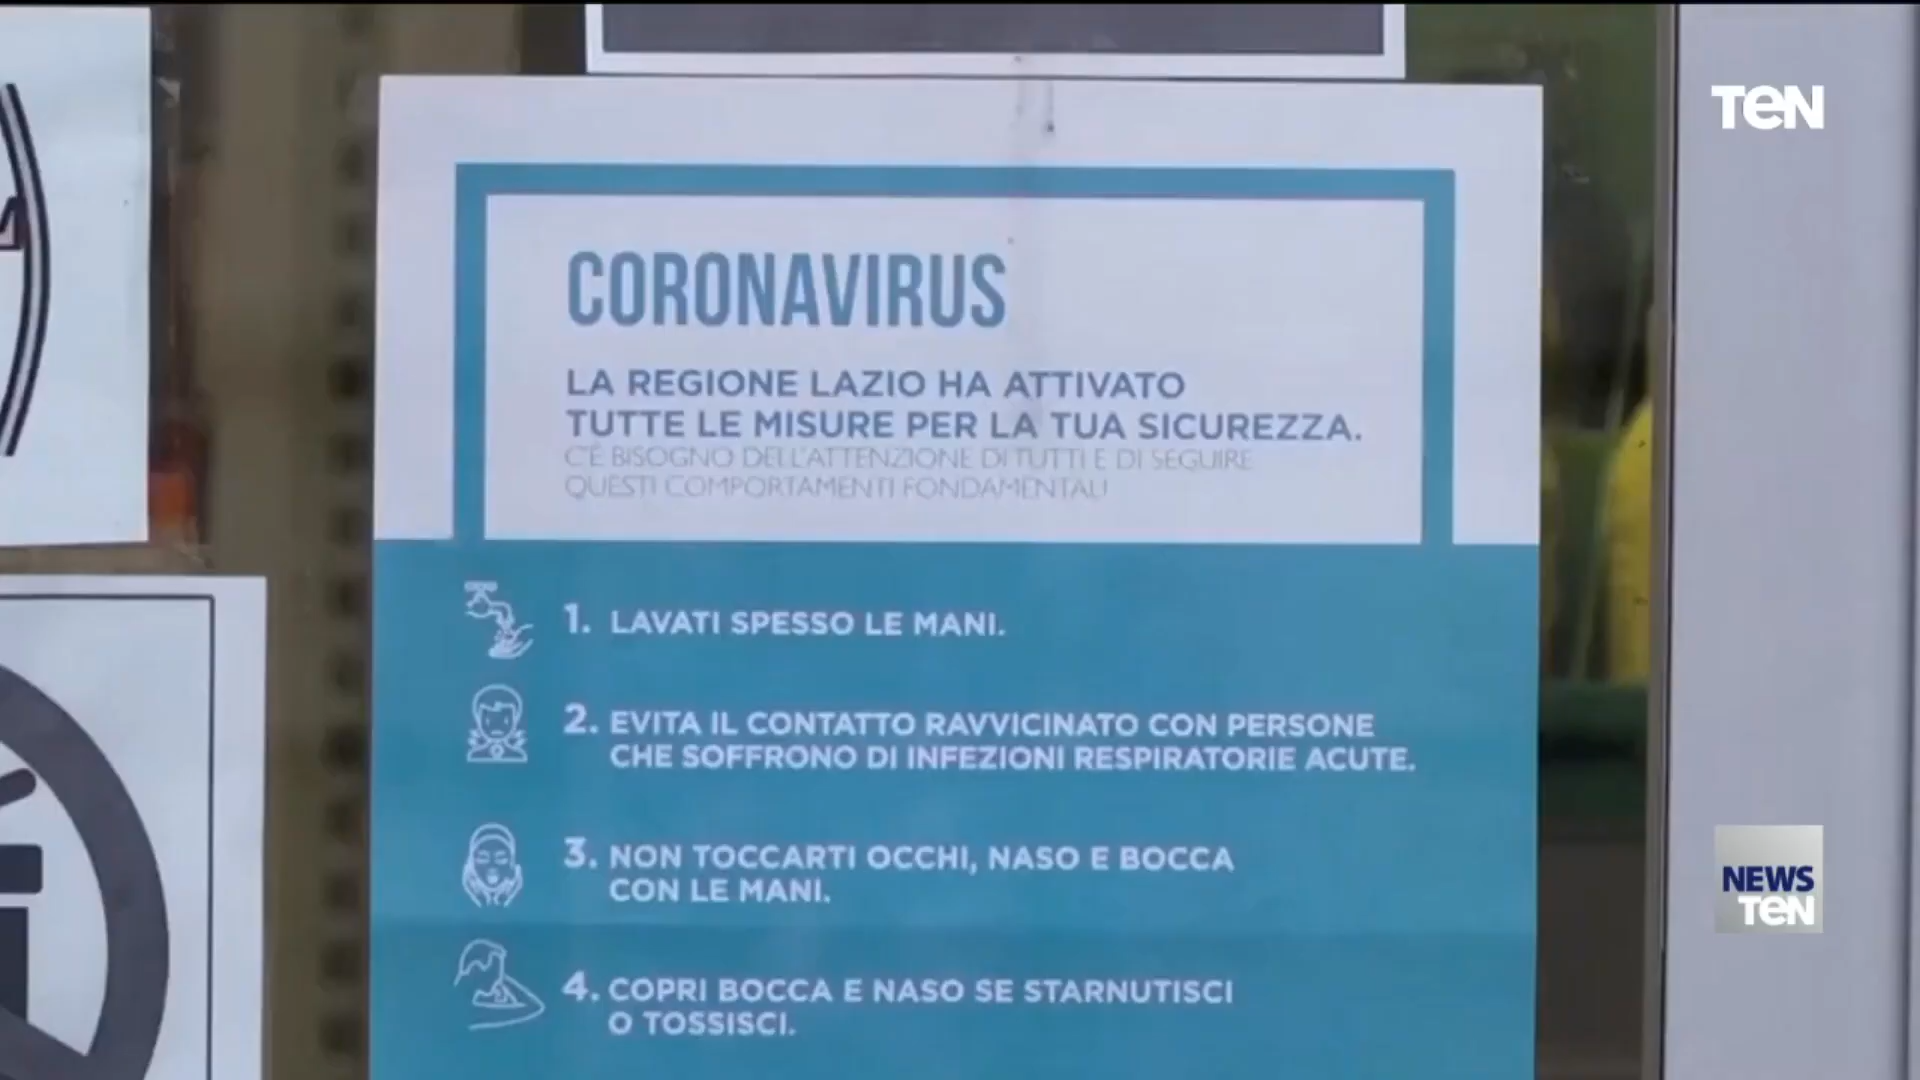 TEN
CORONAVIRUS
LA REGIONE LAZIO HA ATTIVATO
TUTTE LE MISURE PER LA TUA SICUREZZA.
C'È BISOGNO DELL'ATTENZIONE DI TUTTI E DI SEGUIRE
QUESTI COMPORTAMENTI FONDAMENTALI
1. LAVATI SPESSO LE MANI.
2. EVITA IL CONTATTO RAVVICINATO CON PERSONE
CHE SOFFRONO DI INFEZIONI RESPIRATORIE ACUTE.
3. NON TOCCARTI OCCHI, NASO E BOCCA
CON LE MANI.
4. COPRI BOCCA E NASO SE STARNUTISCI
O TOSSISCI.
NEWS
TEN